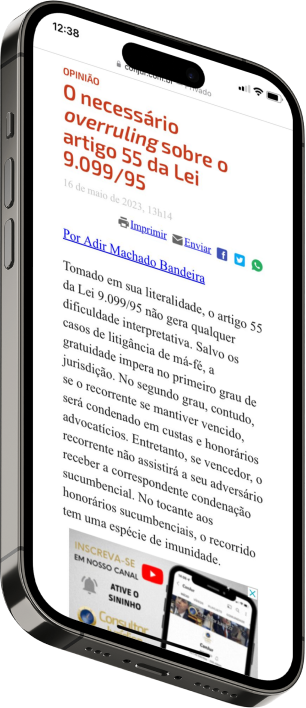 12:38
conjur.com.br
Privado
OPINIÃO
O necessário
overruling sobre o
artigo 55 da Lei
9.099/95
16 de maio de 2023, 13h14
Imprimir Enviar
Por Adir Machado Bandeira
Tomado em sua literalidade, o artigo 55
da Lei 9.099/95 não gera qualquer
dificuldade interpretativa. Salvo os
casos de litigância de má-fé, a
gratuidade impera no primeiro grau de
jurisdição. No segundo grau, contudo,
se o recorrente se mantiver vencido,
será condenado em custas e honorários
advocatícios. Entretanto, se vencedor, o
recorrente não assistirá a seu adversário
receber a correspondente condenação
sucumbencial. No tocante aos
honorários sucumbenciais, o recorrido
tem uma espécie de imunidade.
INSCREVA-SE
EM NOSSO CANAL
ATIVE O
SININHO
Consultor